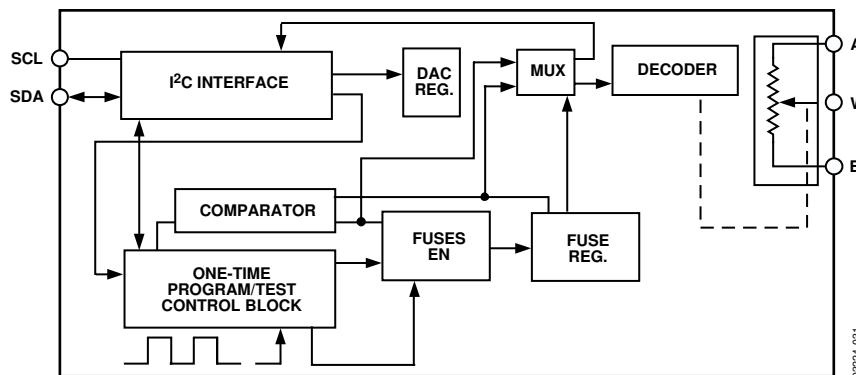 SCL
SDA
I²C INTERFACE
DAC
REG.
MUX
DECODER
A
W
B
COMPARATOR
FUSES
EN
FUSE
REG.
ONE-TIME
PROGRAM/TEST
CONTROL BLOCK